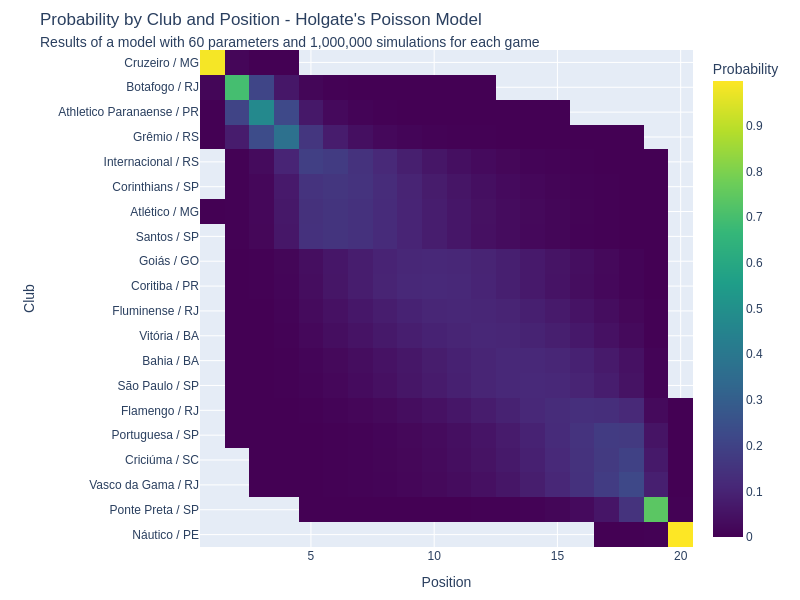 Probability by Club and Position - Holgate's Poisson Model
Results of a model with 60 parameters and 1,000,000 simulations for each game
Probability
Cruzeiro / MG
Botafogo / RJ
Athletico Paranaense / PR
Grêmio / RS
Internacional / RS
Corinthians / SP
Atlético / MG
Santos / SP
Goiás / GO
Coritiba / PR
Fluminense / RJ
Vitória / BA
Bahia / BA
São Paulo / SP
Flamengo / RJ
Portuguesa / SP
Criciúma / SC
Vasco da Gama / RJ
Ponte Preta / SP
Náutico / PE
Club
5
10
15
20
Position
0.9
0.8
0.7
0.6
0.5
0.4
0.3
0.2
0.1
0